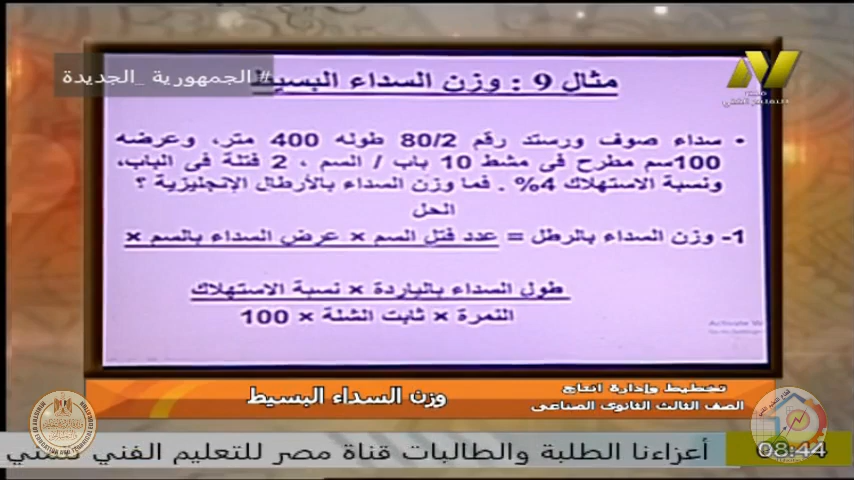 # الجمهورية _الجديدة
مثال 9 : وزن السداء البسيط
• سداء صوف ورستد رقم 80/2 طوله 400 متر، وعرضه
100سم مطرح فى مشط 10 باب / السم ، 2 فتلة فى الباب،
ونسبة الاستهلاك 4% . فما وزن السداء بالأرطال الإنجليزية ؟
الحل
1- وزن السداء بالرطل = عدد فتل السم × عرض السداء بالسم ×
طول السداء بالياردة × نسبة الاستهلاك
النمرة × ثابت الشلة × 100
تخطيط وإدارة انتاج
الصف الثالث الثانوى الصناعى
وزن السداء البسيط
أعزاءنا الطلبة والطالبات قناة مصر للتعليم الفني
08:44